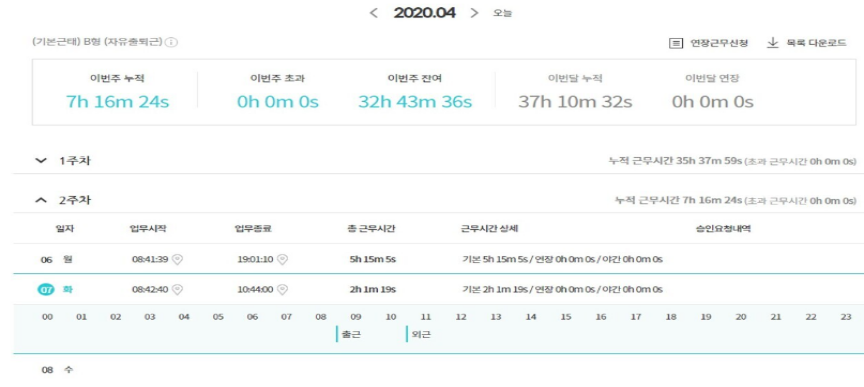 < 2020.04 > 오늘
(기본근태) B형 (자유출퇴근) 연장근무신청 목록 다운로드
이번주 누적 이번주 초과 이번주 잔여 이번달 누적 이번달 연장
7h 16m 24s 0h 0m 0s 32h 43m 36s 37h 10m 32s 0h 0m 0s
1주차 누적 근무시간 35h 37m 59s (초과 근무시간 0h 0m 0s)
2주차 누적 근무시간 7h 16m 24s (초과 근무시간 0h 0m 0s)
일자 업무시작 업무종료 총 근무시간 근무시간 상세 승인요청내역
06 월 08:41:39 19:01:10 5h 15m 5s 기본 5h 15m 5s / 연장 0h 0m 0s / 야간 0h 0m 0s
07 화 08:42:40 10:44:00 2h 1m 19s 기본 2h 1m 19s / 연장 0h 0m 0s / 야간 0h 0m 0s
00 01 02 03 04 05 06 07 08 09 10 11 12 13 14 15 16 17 18 19 20 21 22 23
출근 외근
08 수